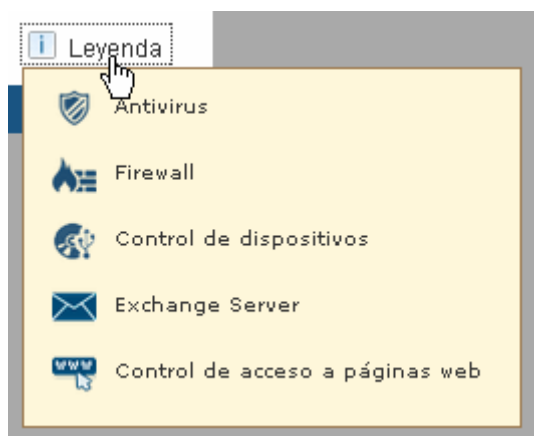 Leyenda
Antivirus
Firewall
Control de dispositivos
Exchange Server
Control de acceso a páginas web